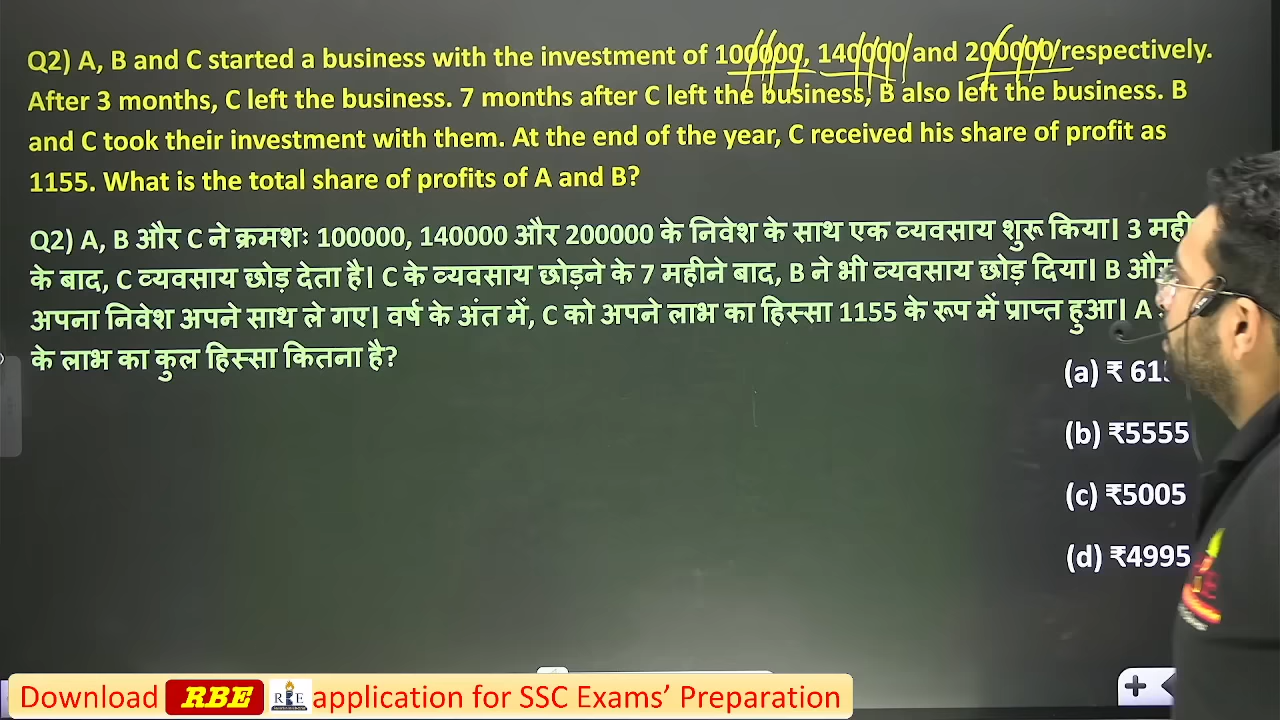 Q2) A, B and C started a business with the investment of 100000, 140000 and 200000 respectively.
After 3 months, C left the business. 7 months after C left the business, B also left the business. B
and C took their investment with them. At the end of the year, C received his share of profit as
1155. What is the total share of profits of A and B?
Q2) A, B और C ने क्रमशः 100000, 140000 और 200000 के निवेश के साथ एक व्यवसाय शुरू किया। 3
के बाद, C व्यवसाय छोड़ देता है। C के व्यवसाय छोड़ने के 7 महीने बाद, B ने भी व्यवसाय छोड़ दिया। B
अपना निवेश अपने साथ ले गए। वर्ष के अंत में, C को अपने लाभ का हिस्सा 1155 के रूप में प्राप्त हुआ। A
के लाभ का कुल हिस्सा कितना है?
(a) ₹
(b) ₹5555
(c) ₹5005
(d) ₹4995
Download RBE RBE application for SSC Exams’ Preparation